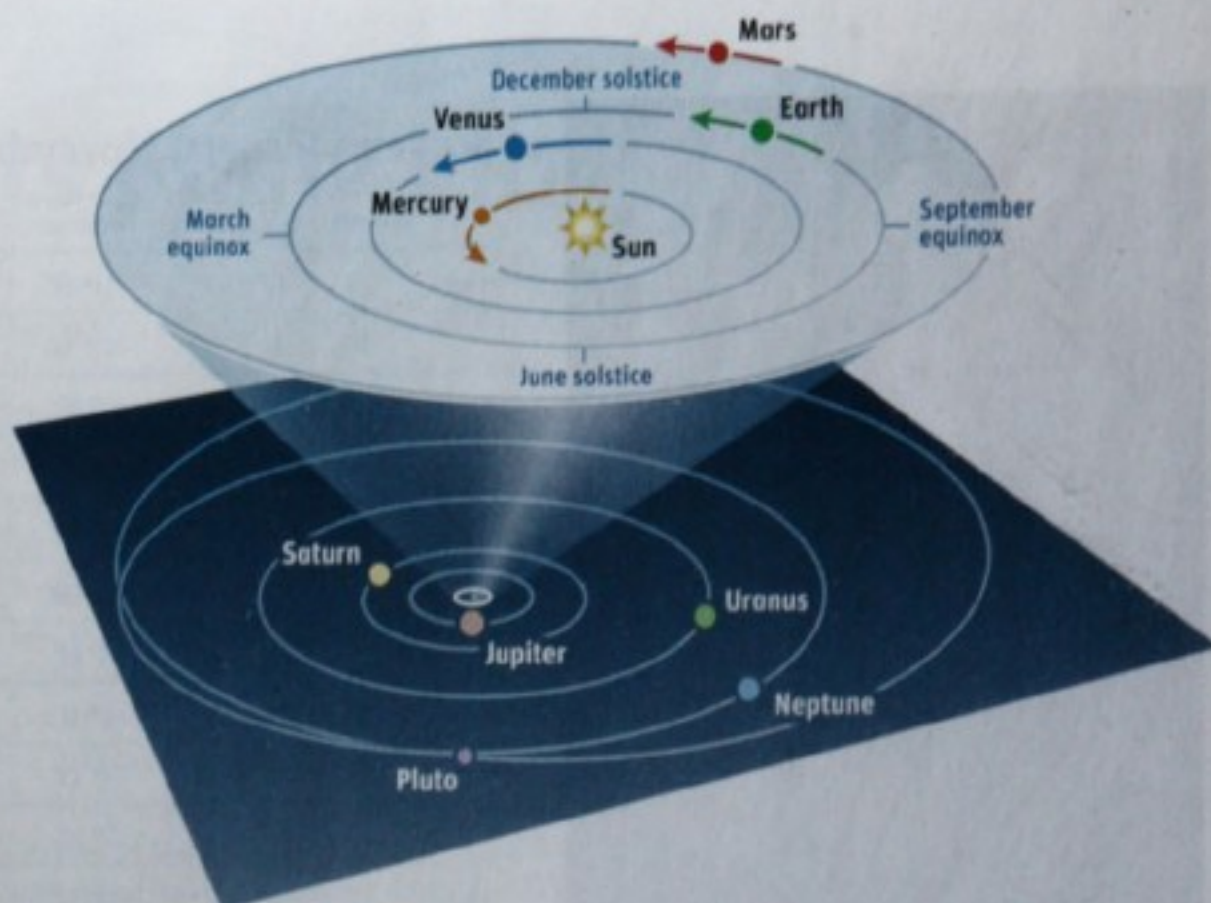 Mars
December solstice
Earth
Venus
Mercury
March
equinox
September
equinox
Sun
June solstice
Saturn
Uranus
Jupiter
Neptune
Pluto